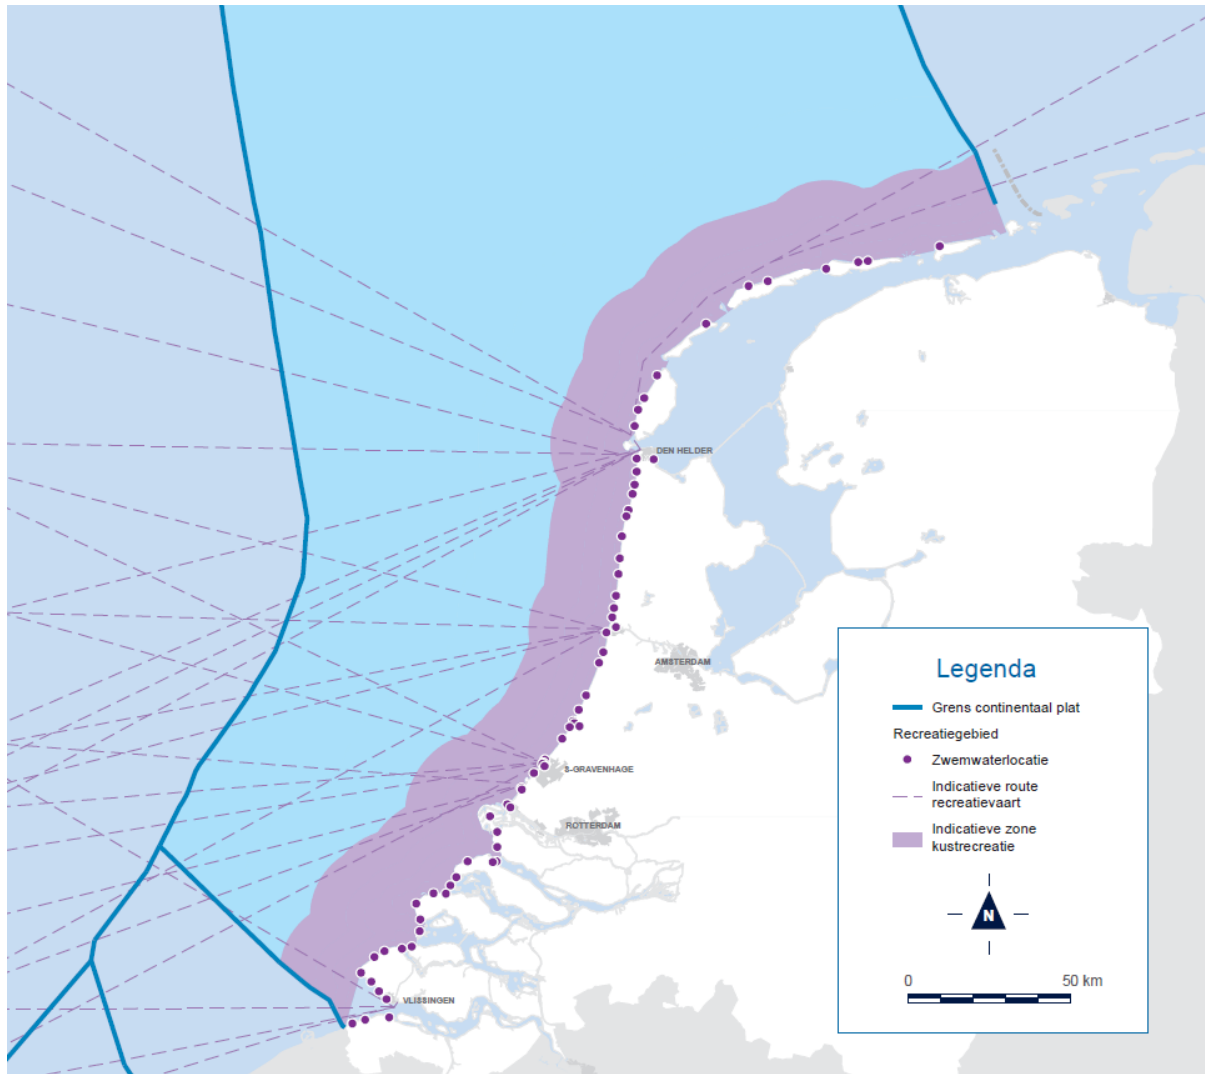 DEN HELDER
AMSTERDAM
S-GRAVENHAGE
ROTTERDAM
VLISSINGEN
Legenda
Grens continentaal plat
Recreatiegebied
Zwemwaterlocatie
Indicatieve route
recreatievaart
Indicatieve zone
kustrecreatie
N
0 50 km